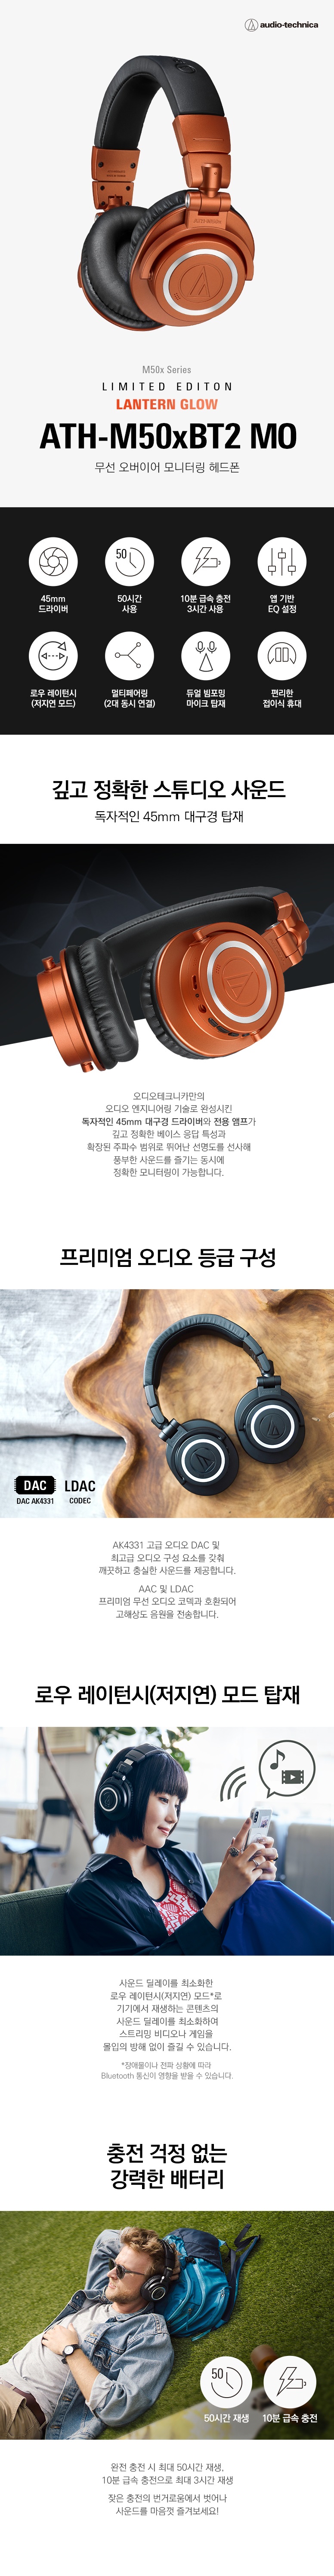 audio-technica
ATH-M50x
M50x Series
LIMITED EDITON
LANTERN GLOW
ATH-M50xBT2 MO
무선 오버이어 모니터링 헤드폰
50
45mm
드라이버
50시간
사용
10분 급속 충전
3시간 사용
앱 기반
EQ 설정
로우 레이턴시
(저지연 모드)
멀티페어링
(2대 동시 연결)
듀얼 빔포밍
마이크 탑재
편리한
접이식 휴대
깊고 정확한 스튜디오 사운드
독자적인 45mm 대구경 탑재
오디오테크니카만의
오디오 엔지니어링 기술로 완성시킨
독자적인 45mm 대구경 드라이버와 전용 앰프가
깊고 정확한 베이스 응답 특성과
확장된 주파수 범위로 뛰어난 선명도를 선사해
풍부한 사운드를 즐기는 동시에
정확한 모니터링이 가능합니다.
프리미엄 오디오 등급 구성
DAC
DAC AK4331
LDAC
CODEC
AK4331 고급 오디오 DAC 및
최고급 오디오 구성 요소를 갖춰
깨끗하고 충실한 사운드를 제공합니다.
AAC 및 LDAC
프리미엄 무선 오디오 코덱과 호환되어
고해상도 음원을 전송합니다.
로우 레이턴시(저지연) 모드 탑재
사운드 딜레이를 최소화한
로우 레이턴시(저지연) 모드*로
기기에서 재생하는 콘텐츠의
사운드 딜레이를 최소화하여
스트리밍 비디오나 게임을
몰입의 방해 없이 즐길 수 있습니다.
*장애물이나 전파 상황에 따라
Bluetooth 통신이 영향을 받을 수 있습니다.
충전 걱정 없는
강력한 배터리
50
50시간 재생
10분 급속 충전
완전 충전 시 최대 50시간 재생,
10분 급속 충전으로 최대 3시간 재생
잦은 충전의 번거로움에서 벗어나
사운드를 마음껏 즐겨보세요!